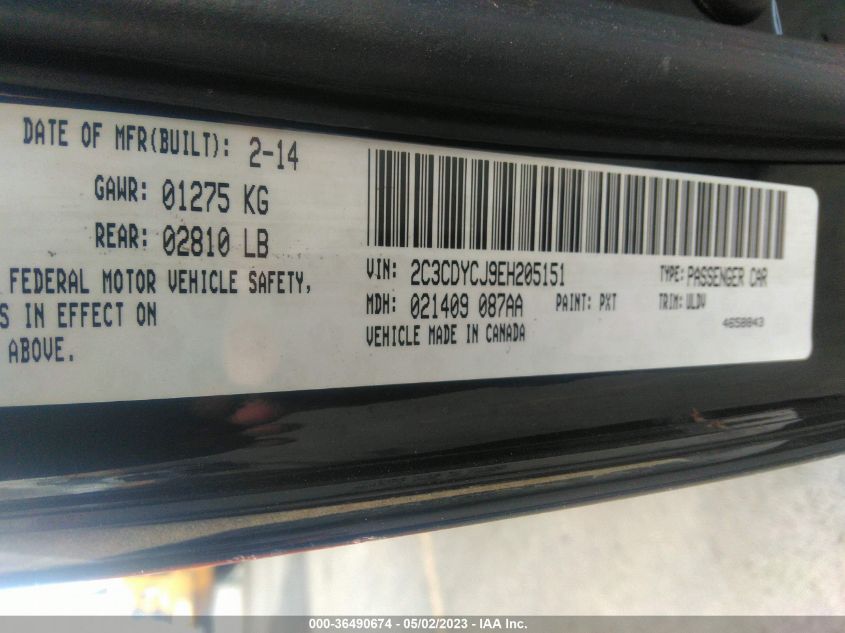 DATE OF MFR(BUILT): 2-14
GAWR: 01275 KG
REAR: 02810 LB
FEDERAL MOTOR VEHICLE SAFETY,
S IN EFFECT ON
ABOVE.
VIN: 2C3CDYCJ9EH205151 TYPE: PASSENGER CAR
MDH: 021409 087AA PAINT: PXT TRIM: VLDV
VEHICLE MADE IN CANADA
4658843
000-36490674 - 05/02/2023 - IAA Inc.